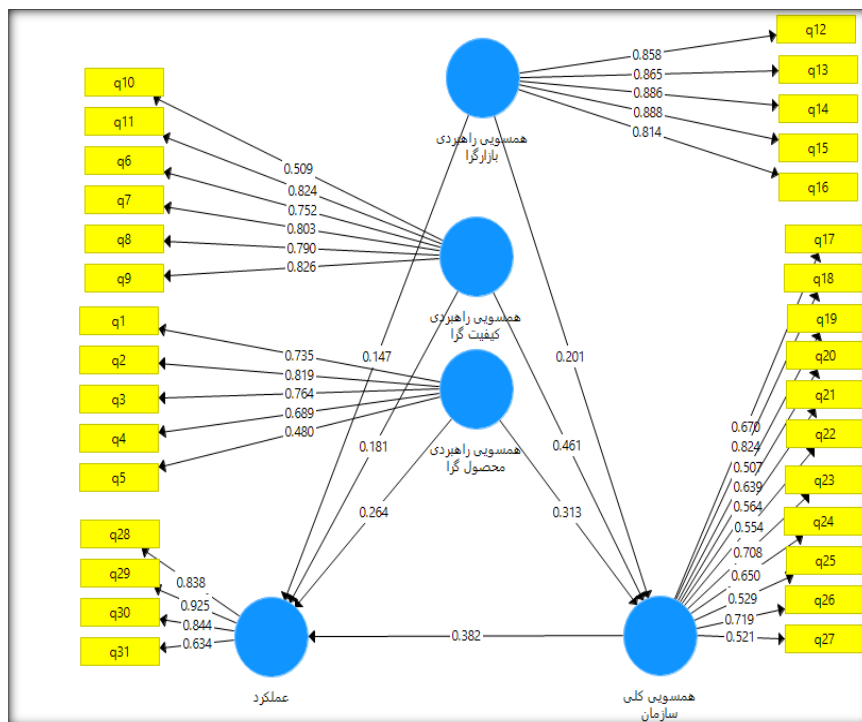 q10
q11
q6
q7
q8
q9
0.509
0.824
0.752
0.803
0.790
0.826
q1
q2
q3
q4
q5
0.735
0.819
0.764
0.689
0.480
q28
q29
q30
q31
0.838
0.925
0.844
0.634
همسویی راهبردی
بازارگرا
همسویی راهبردی
کیفیت گرا
همسویی راهبردی
محصول گرا
0.147
0.181
0.264
0.201
0.461
0.313
0.382
عملکرد
همسویی کلی
سازمان
q12
q13
q14
q15
q16
0.858
0.865
0.886
0.888
0.814
q17
q18
q19
q20
q21
q22
q23
q24
q25
q26
q27
0.670
0.824
0.507
0.639
0.564
0.554
0.708
0.650
0.529
0.719
0.521